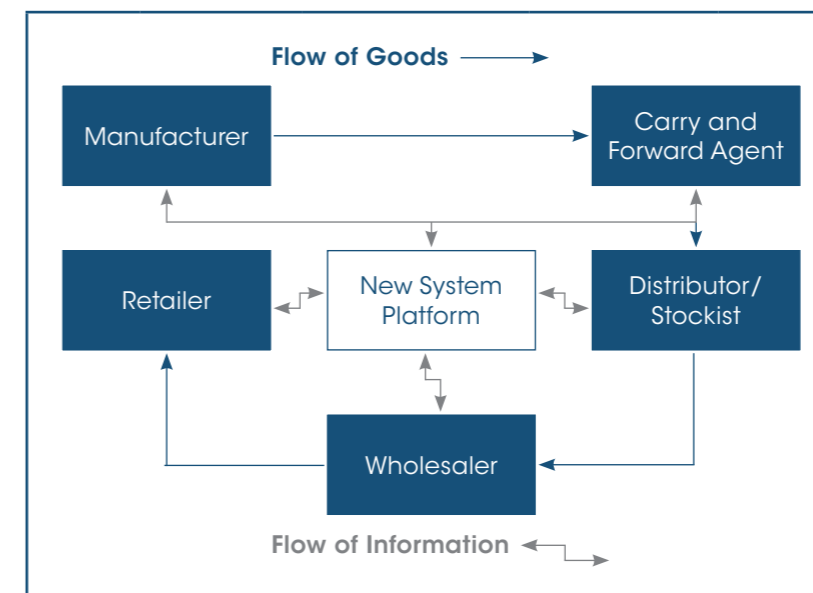 Flow of Goods
Manufacturer
Carry and
Forward Agent
Retailer
New System
Platform
Distributor/
Stockist
Wholesaler
Flow of Information